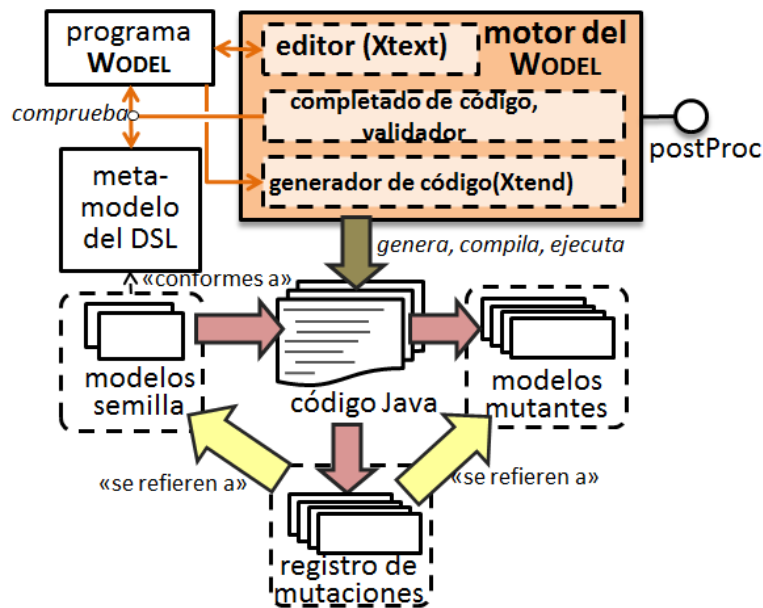 programa
WODEL
editor (Xtext)
motor del
WODEL
comprueba
completado de código,
validador
postProc
meta-
modelo
del DSL
generador de código(Xtend)
genera, compila, ejecuta
«conformes a»
modelos
semilla
código Java
modelos
mutantes
«se refieren a»
«se refieren a»
registro de
mutaciones